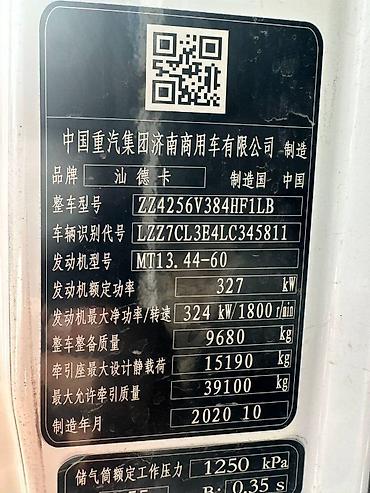 中国重汽集团济南商用车有限公司 制造
品牌 汕德卡 制造国 中国
整车型号 ZZ4256V384HF1LB
车辆识别代号 LZZ7CL3E4LC345811
发动机型号 MT13.44-60
发动机额定功率 327 kW
发动机最大净功率/转速 324 kW/1800 r/min
整车整备质量 9680 kg
牵引座最大设计静载荷 15190 kg
最大允许牵引质量 39100 kg
制造年月 2020 10
储气筒额定工作压力 1250 kPa
B: 0.35 s